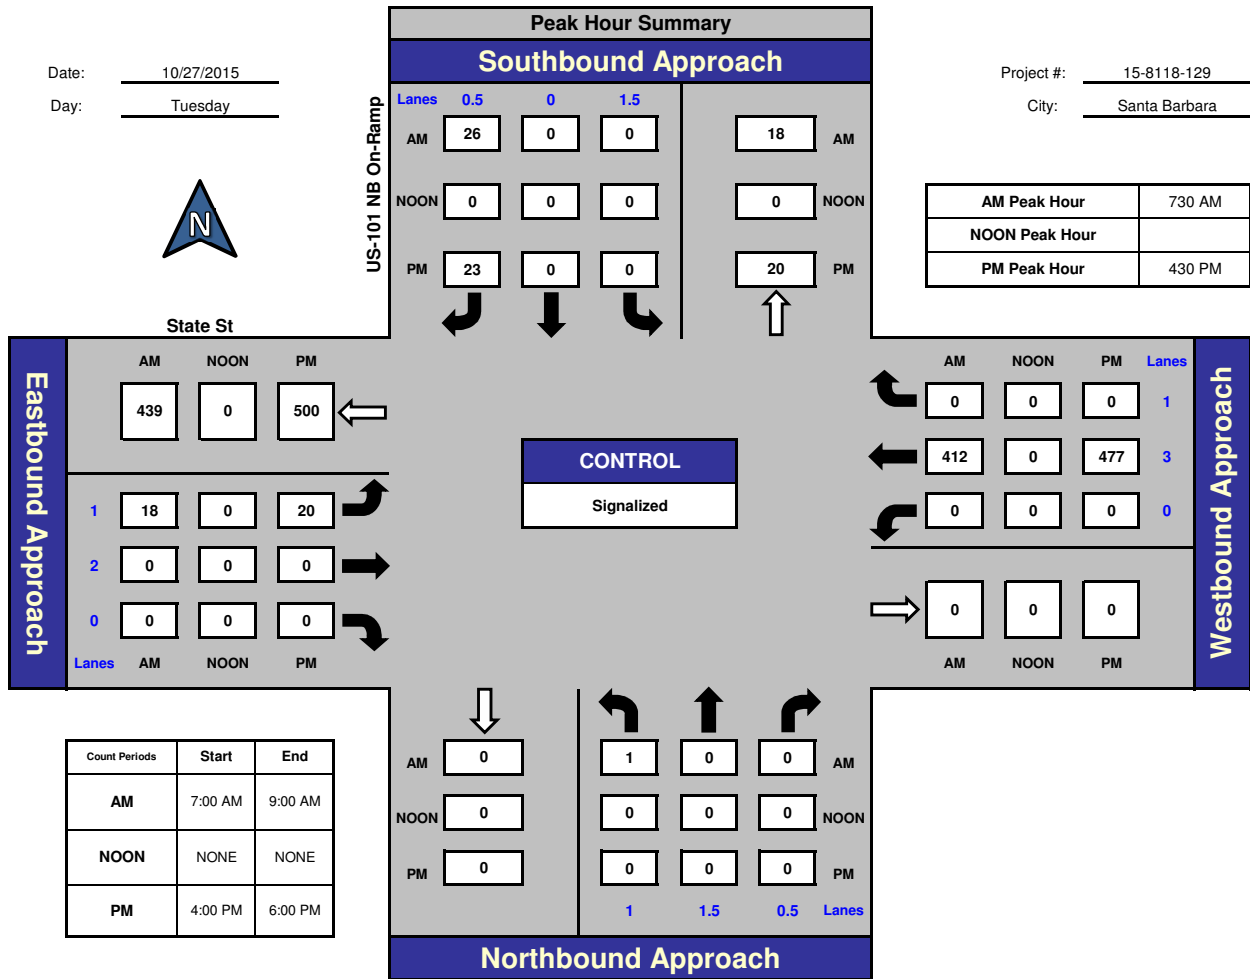 Peak Hour Summary
Southbound Approach
Date: 10/27/2015
Day: Tuesday
Project #: 15-8118-129
City: Santa Barbara
US-101 NB On-Ramp
Lanes 0.5 0 1.5
AM 26 0 0 18 AM
NOON 0 0 0 0 NOON
PM 23 0 0 20 PM
N
AM Peak Hour 730 AM
NOON Peak Hour
PM Peak Hour 430 PM
State St
Eastbound Approach
AM NOON PM
439 0 500
1 18 0 20
2 0 0 0
0 0 0 0
Lanes AM NOON PM
CONTROL
Signalized
AM NOON PM Lanes
0 0 0 1
412 0 477 3
0 0 0 0
0 0 0
AM NOON PM
Westbound Approach
Count Periods Start End
AM 7:00 AM 9:00 AM
NOON NONE NONE
PM 4:00 PM 6:00 PM
AM 0 1 0 0 AM
NOON 0 0 0 0 NOON
PM 0 0 0 0 PM
1 1.5 0.5 Lanes
Northbound Approach